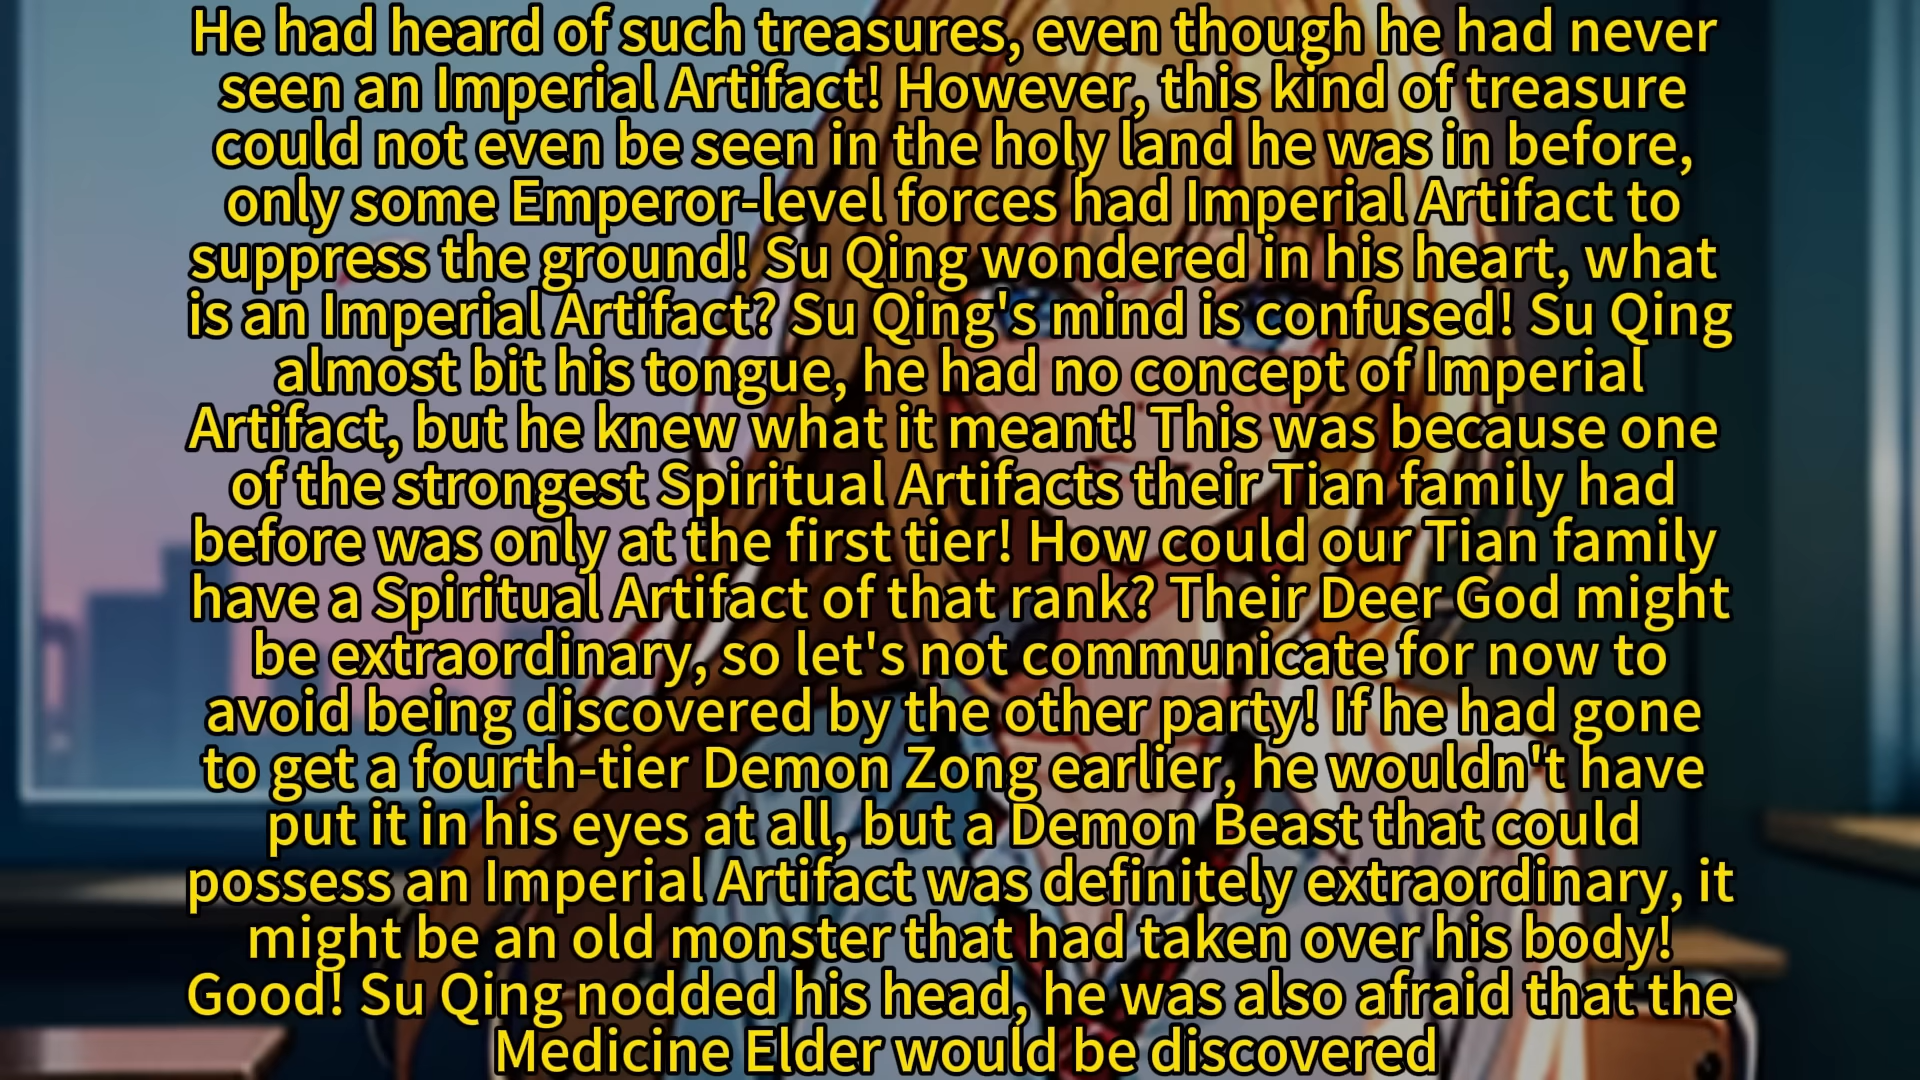 He had heard of such treasures, even though he had never
seen an Imperial Artifact! However, this kind of treasure
could not even be seen in the holy land he was in before,
only some Emperor-level forces had Imperial Artifact to
suppress the ground! Su Qing wondered in his heart, what
is an Imperial Artifact? Su Qing's mind is confused! Su Qing
almost bit his tongue, he had no concept of Imperial
Artifact, but he knew what it meant! This was because one
of the strongest Spiritual Artifacts their Tian family had
before was only at the first tier! How could our Tian family
have a Spiritual Artifact of that rank? Their Deer God might
be extraordinary, so let's not communicate for now to
avoid being discovered by the other party! If he had gone
to get a fourth-tier Demon Zong earlier, he wouldn't have
put it in his eyes at all, but a Demon Beast that could
possess an Imperial Artifact was definitely extraordinary, it
might be an old monster that had taken over his body!
Good! Su Qing nodded his head, he was also afraid that the
Medicine Elder would be discovered